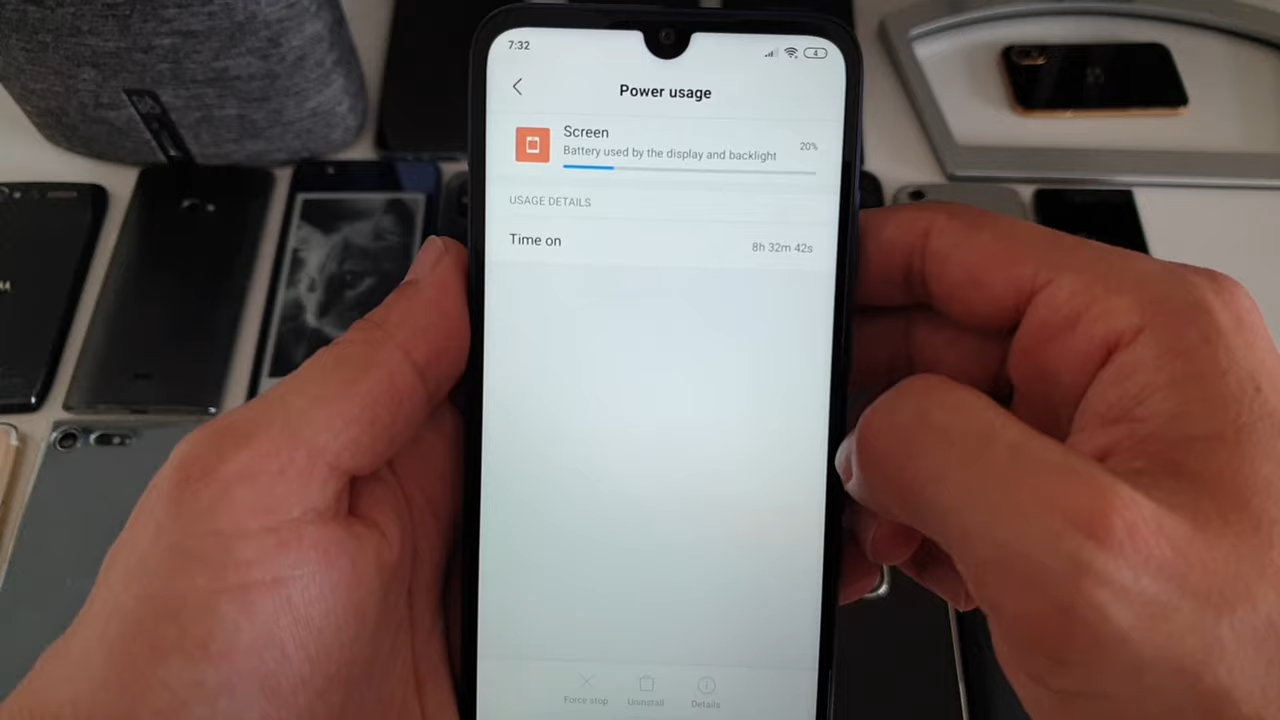 7:32
4
Power usage
Screen
20%
Battery used by the display and backlight
USAGE DETAILS
Time on
8h 32m 42s
Force stop
Uninstall
Details